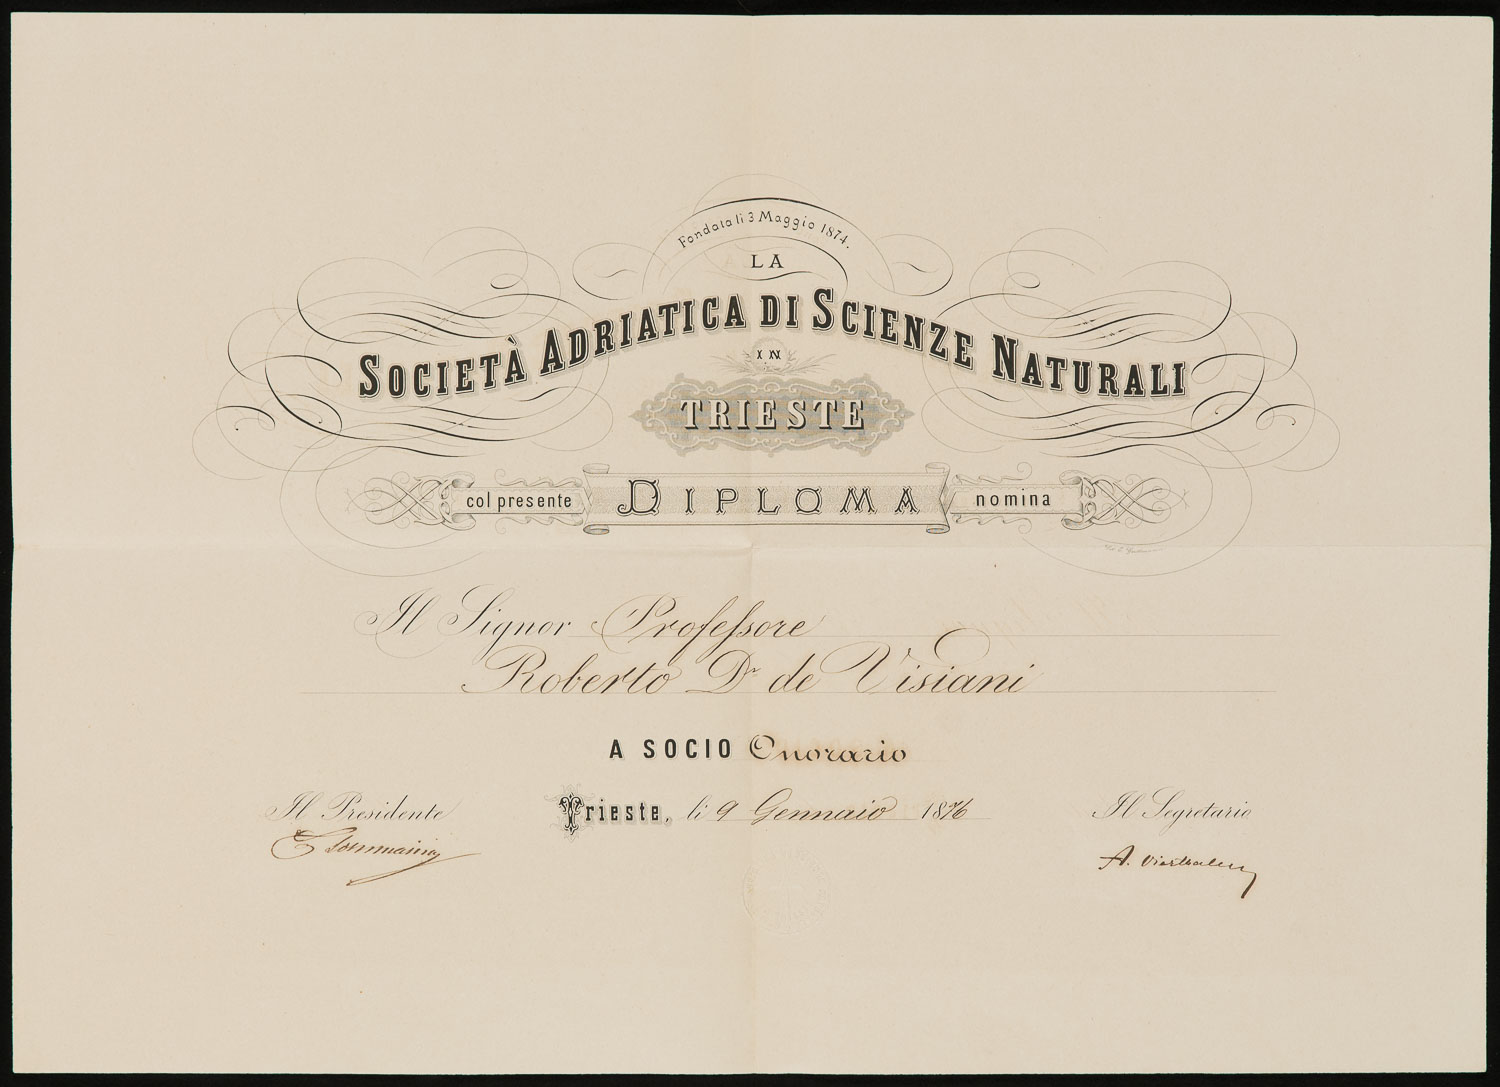 Fondata li 3 Maggio 1874.
LA
SOCIETÀ ADRIATICA DI SCIENZE NATURALI
IN
TRIESTE
col presente DIPLOMA nomina
Il Signor Professore
Roberto Dr de Visiani
A SOCIO Onorario
Il Presidente Trieste, li 9 Gennaio 1876 Il Segretario
A. Vierthaler